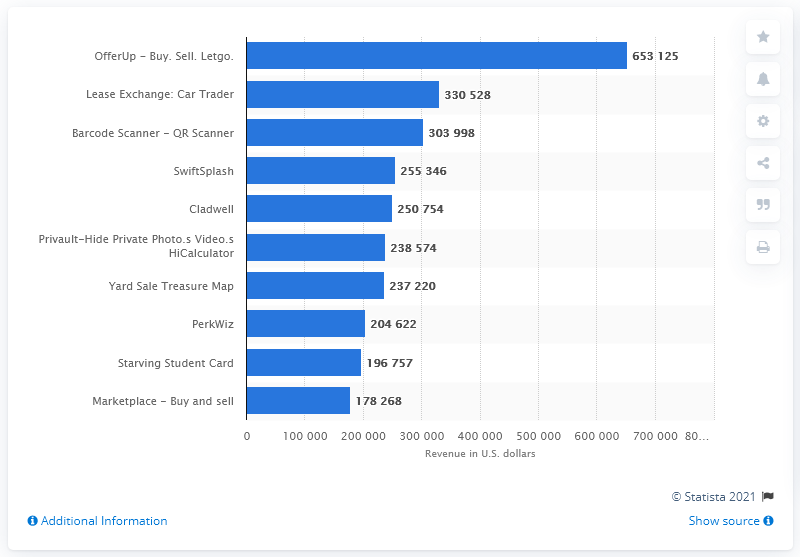 OfferUp - Buy. Sell. Letgo.
653 125
Lease Exchange: Car Trader
330 528
Barcode Scanner - QR Scanner
303 998
SwiftSplash
255 346
Cladwell
250 754
Privault-Hide Private Photo.s Video.s
HiCalculator
238 574
Yard Sale Treasure Map
237 220
PerkWiz
204 622
Starving Student Card
196 757
Marketplace - Buy and sell
178 268
0 100 000 200 000 300 000 400 000 500 000 600 000 700 000 80...
Revenue in U.S. dollars
© Statista 2021
Additional Information
Show source